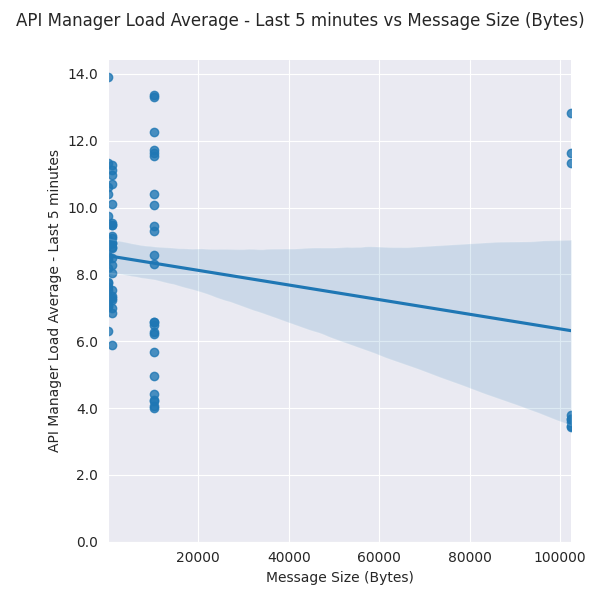 API Manager Load Average - Last 5 minutes vs Message Size (Bytes)
API Manager Load Average - Last 5 minutes
14.0
12.0
10.0
8.0
6.0
4.0
2.0
0.0
20000 40000 60000 80000 100000
Message Size (Bytes)